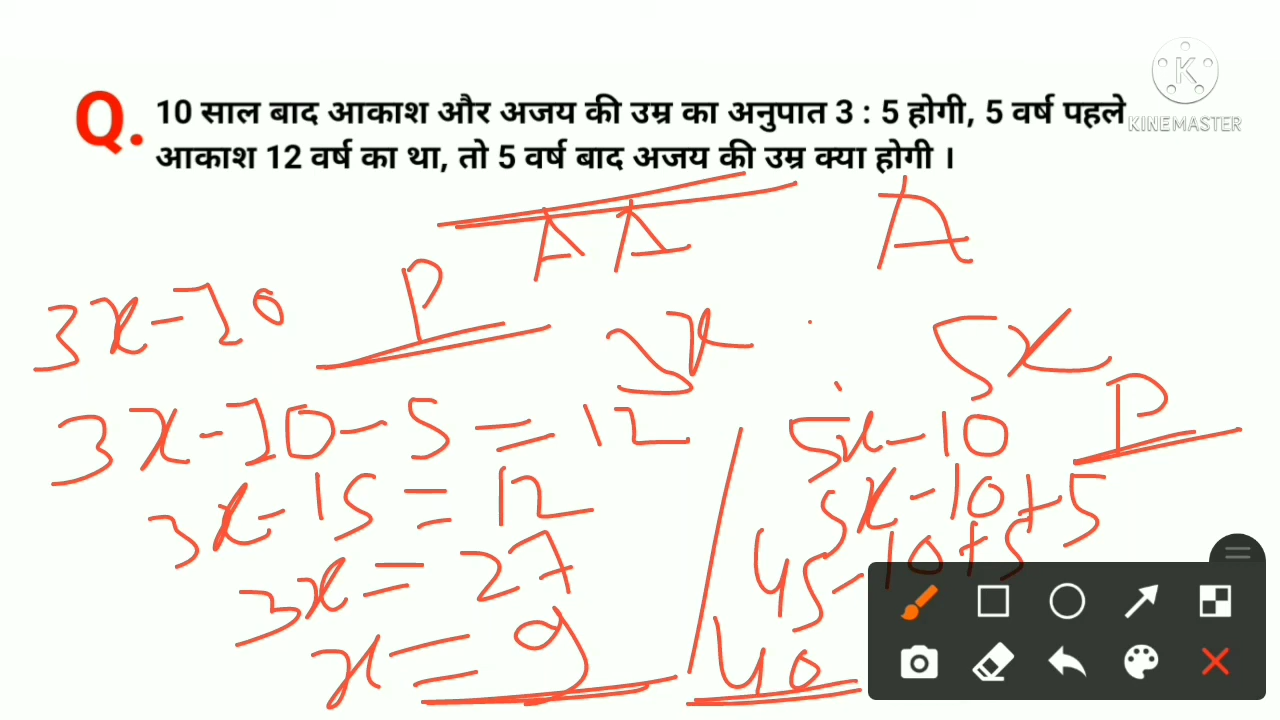 Q. 10 साल बाद आकाश और अजय की उम्र का अनुपात 3 : 5 होगी, 5 वर्ष पहले
आकाश 12 वर्ष का था, तो 5 वर्ष बाद अजय की उम्र क्या होगी ।
KINEMASTER
A A A
P
3x-10
3x : 5x
P
3x-10-5=12
5x-10
3x-15=12
5x-10+5
3x=27
45-10+5
x=9
40